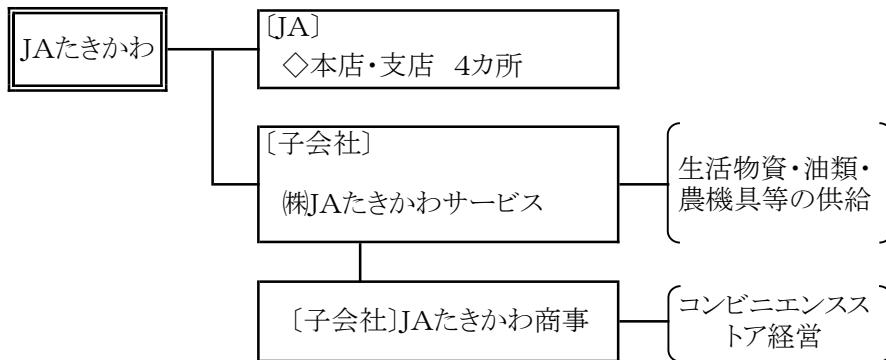 JAたきかわ
〔JA〕
◇本店・支店 4カ所
〔子会社〕
㈱JAたきかわサービス
生活物資・油類・
農機具等の供給
〔子会社〕JAたきかわ商事
コンビニエンスス
トア経営